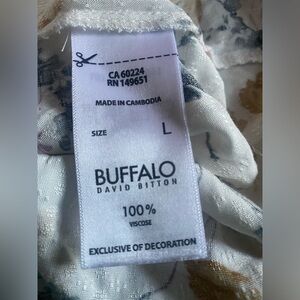 CA 60224
RN 149651
MADE IN CAMBODIA
SIZE L
BUFFALO
DAVID BITTON
100%
VISCOSE
EXCLUSIVE OF DECORATION